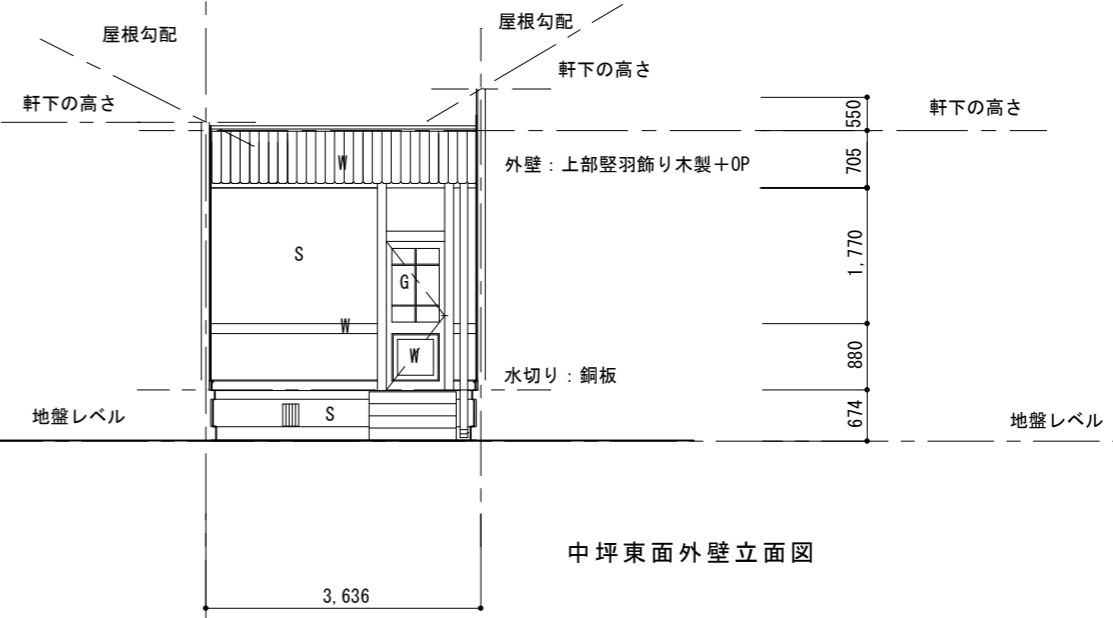 屋根勾配
屋根勾配
軒下の高さ
軒下の高さ
550
軒下の高さ
W
外壁：上部竪羽飾り木製＋OP
705
S
G
1,770
W
W
水切り：銅板
880
地盤レベル
S
674
地盤レベル
中坪東面外壁立面図
3,636